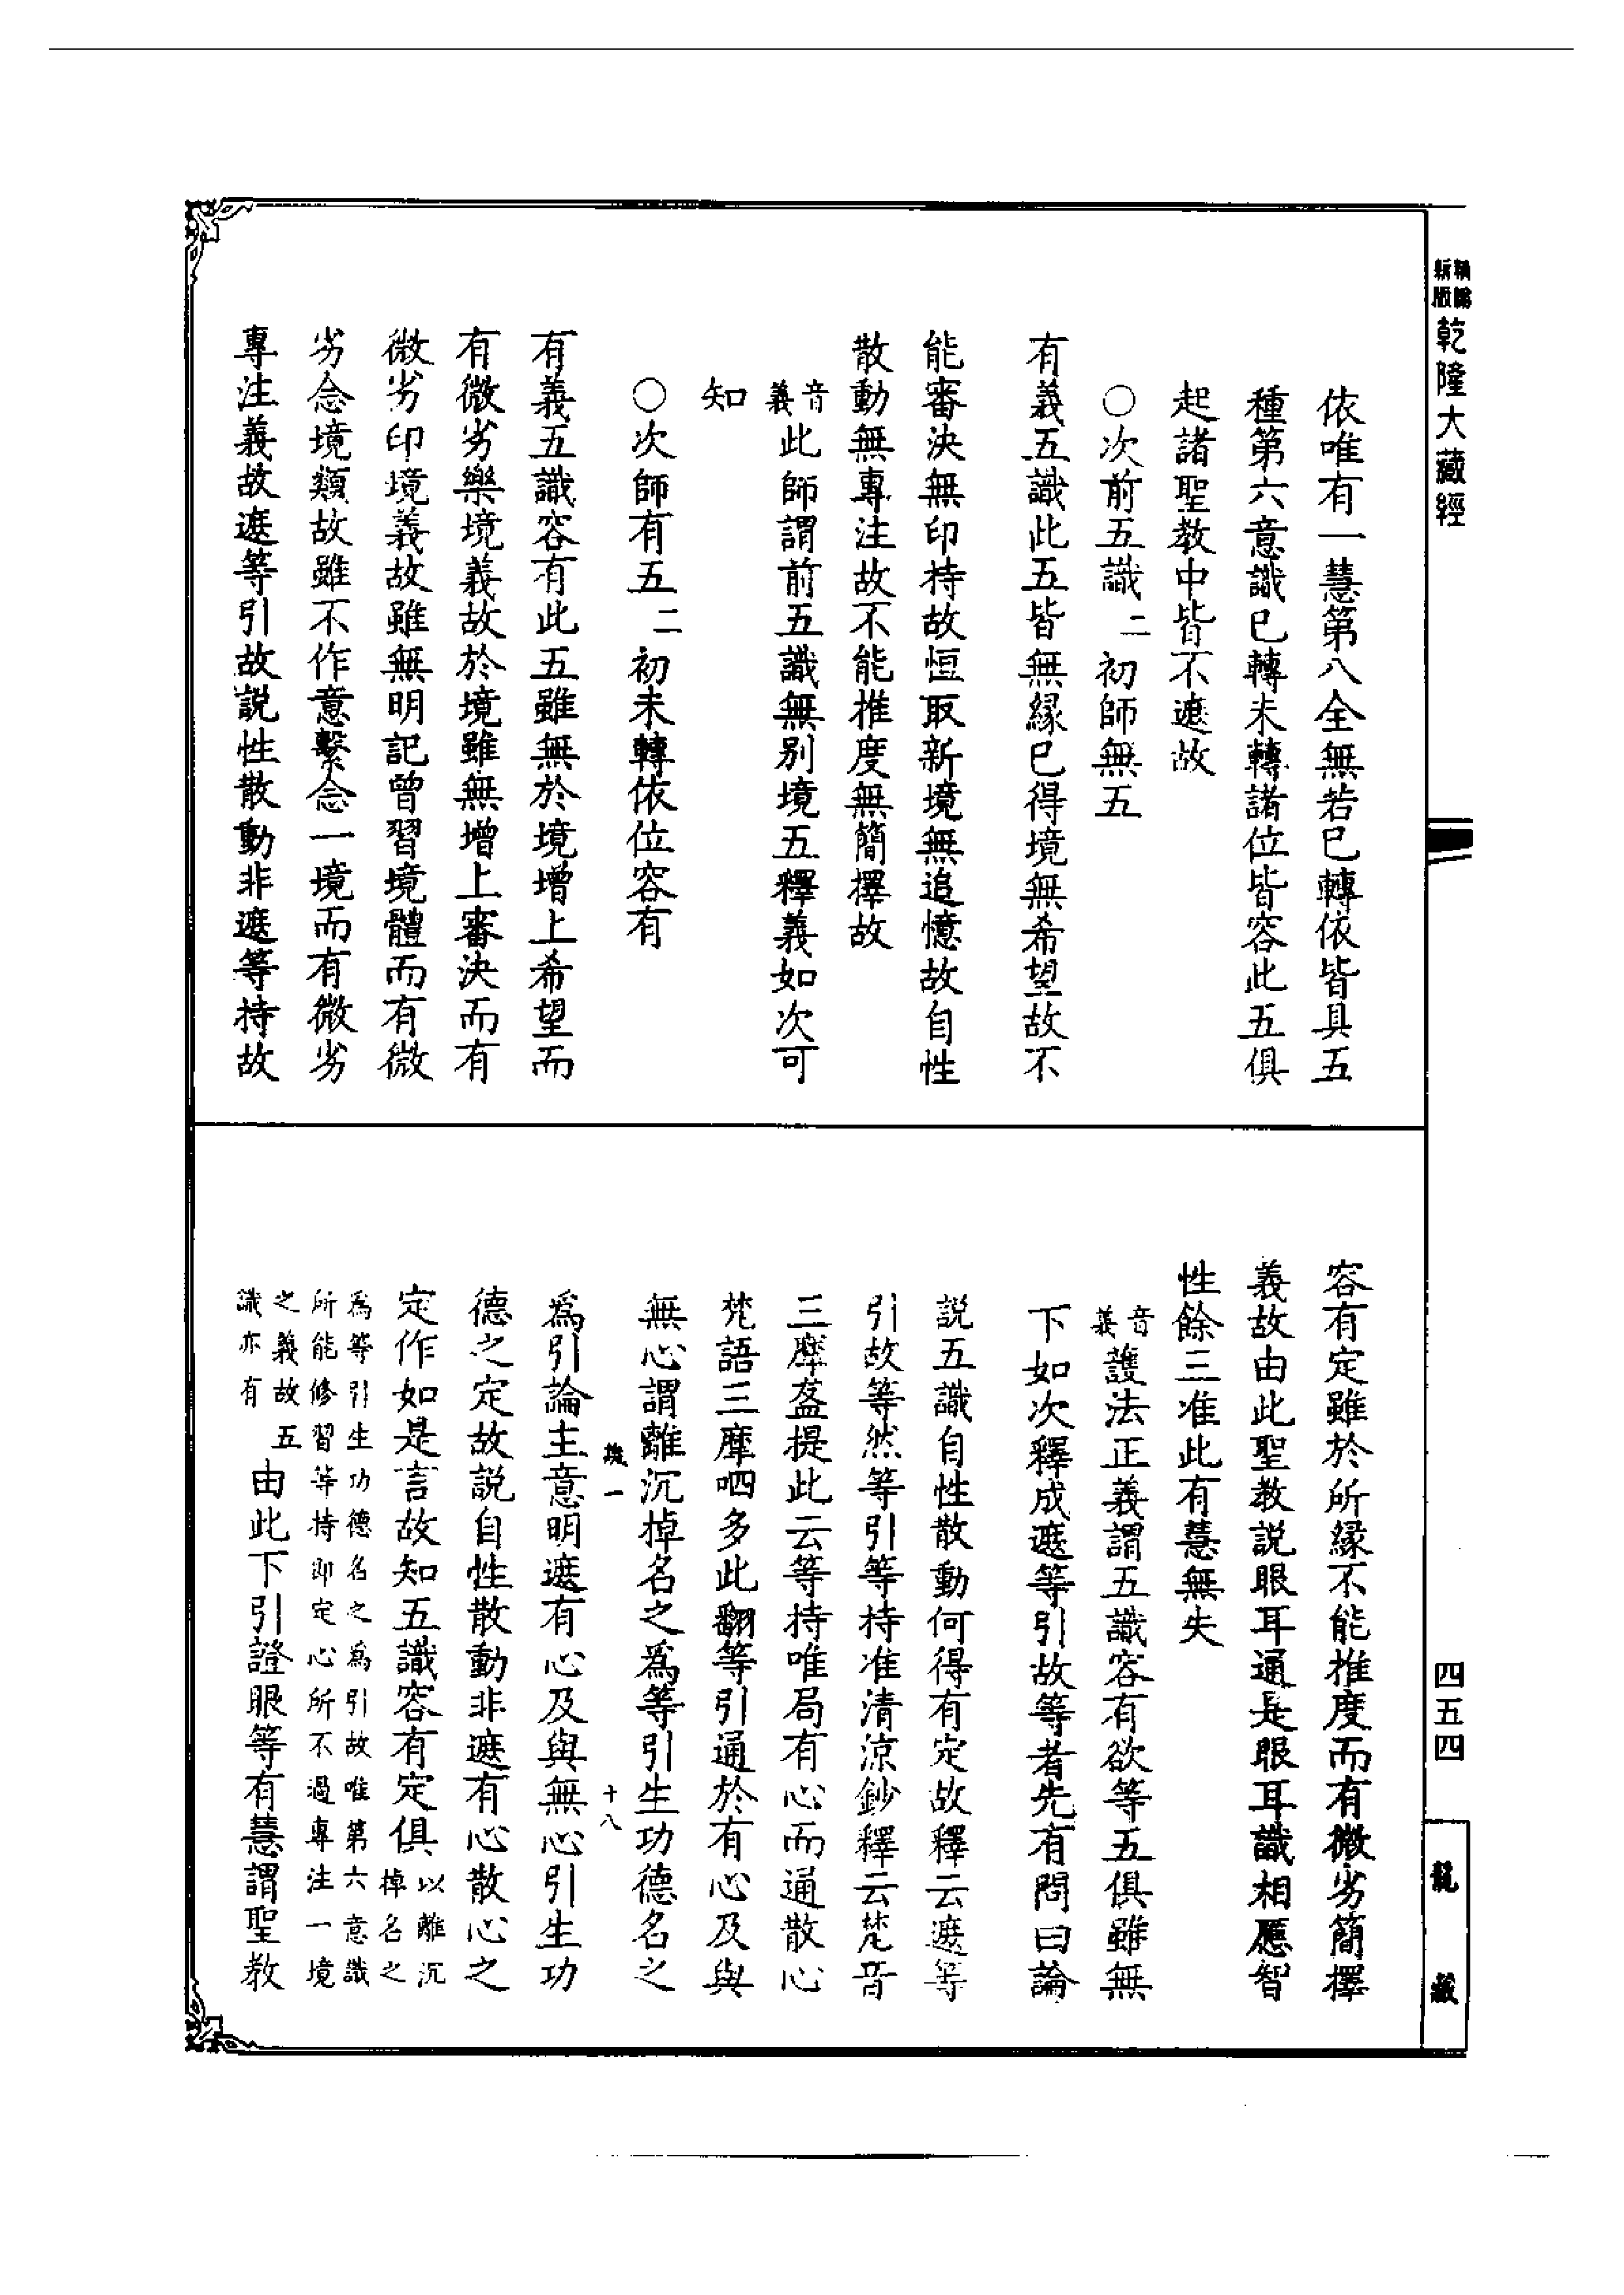 新版
乾隆大藏經
依唯有一慧第八全無若已轉依皆具五
種第六意識已轉未轉諸位皆容此五俱
起諸聖教中皆不遮故
○次前五識二初師無五
有義五識此五皆無緣已得境無希望故不
能審決無印持故恒取新境無追憶故自性
散動無專注故不能推度無簡擇故
音義此師謂前五識無別境五釋義如次可
知
○次師有五二初未轉依位容有
有義五識容有此五雖無於境增上希望而
有微劣樂境義故於境雖無增上審決而有
微劣印境義故雖無明記曾習境體而有微
劣念境類故雖不作意繫念一境而有微劣
專注義故遮等引故說性散動非遮等持故
容有定雖於所緣不能推度而有微劣簡擇
義故由此聖教說眼耳通是眼耳識相應智
性餘三准此有慧無失
音義護法正義謂五識容有欲等五俱雖無
下如次釋成遮等引故等者先有問曰論
說五識自性散動何得有定故釋云遮等
引故等然等引等持准清涼鈔釋云梵音
三摩荎提此云等持唯局有心而通散心
梵語三摩呬多此翻等引通於有心及與
無心謂離沉掉名之為等引生功德名之
為引論主意明遮有心及與無心引生功
德之定故說自性散動非遮有心散心之
定作如是言故知五識容有定俱以離沉掉名之
為等引生功德名之為引故唯第六意識
所能修習等持即定心所不過專注一境
之義故五識亦有由此下引證眼等有慧謂聖教
一
十八
四五四
龍藏